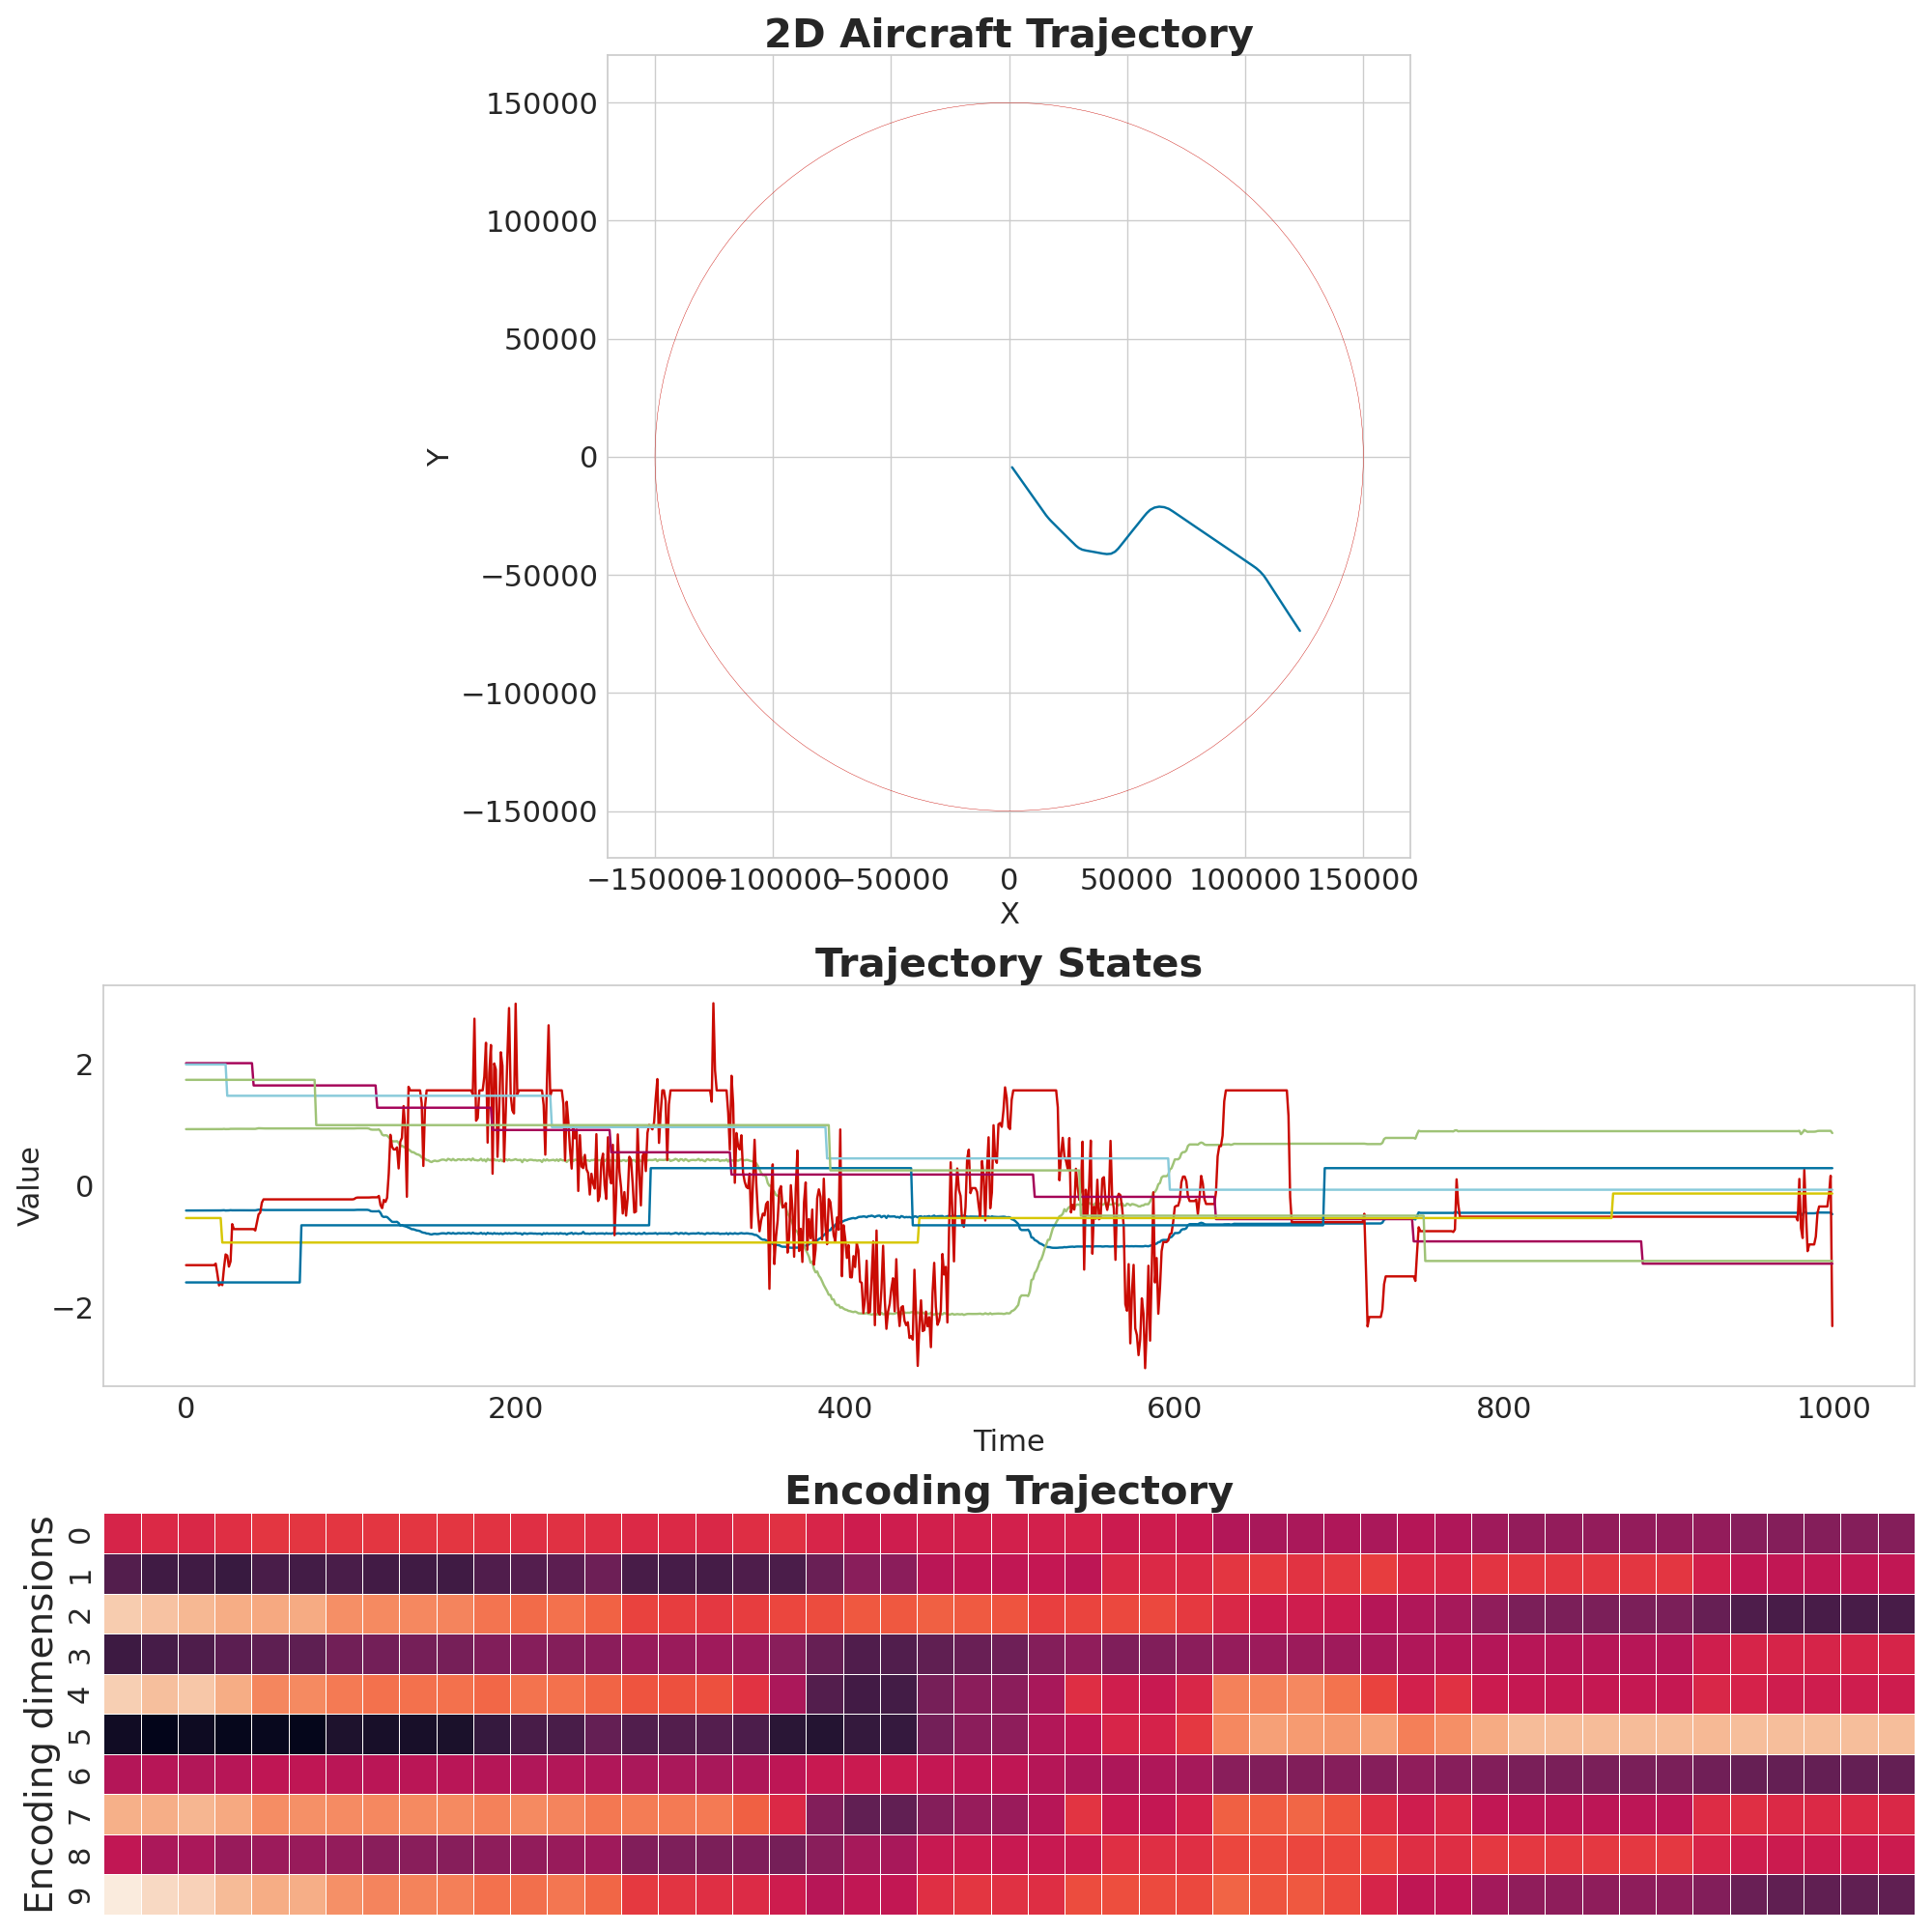 2D Aircraft Trajectory
150000
100000
50000
0
−50000
−100000
−150000
Y
−150000 −100000 −50000 0 50000 100000 150000
X
Trajectory States
2
0
−2
Value
0 200 400 600 800 1000
Time
Encoding Trajectory
0
1
2
3
4
5
6
7
8
9
Encoding dimensions